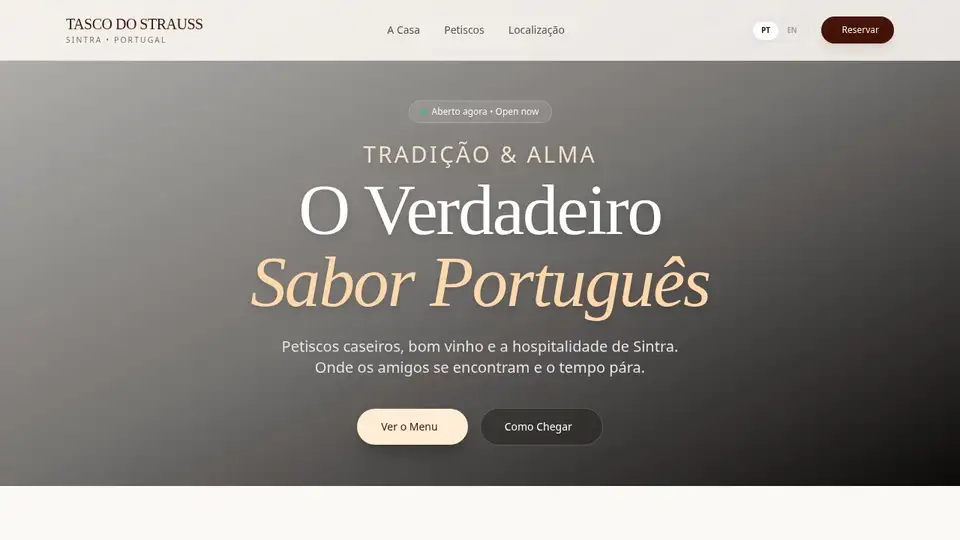 TASCO DO STRAUSS
SINTRA • PORTUGAL
A Casa
Petiscos
Localização
PT
EN
Reservar
Aberto agora • Open now
TRADIÇÃO & ALMA
O Verdadeiro
Sabor Português
Petiscos caseiros, bom vinho e a hospitalidade de Sintra.
Onde os amigos se encontram e o tempo pára.
Ver o Menu
Como Chegar